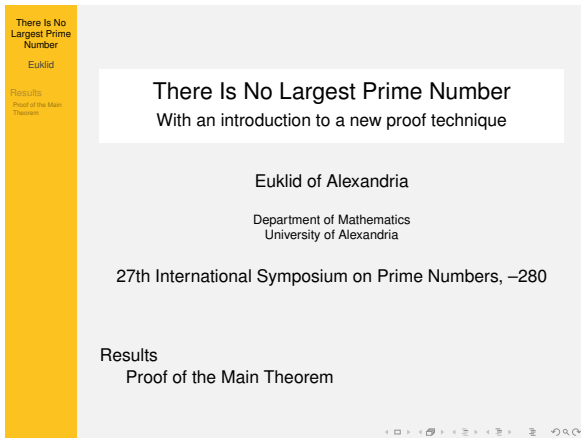 There Is No
Largest Prime
Number
Euklid
Results
Proof of the Main
Theorem
There Is No Largest Prime Number
With an introduction to a new proof technique
Euklid of Alexandria
Department of Mathematics
University of Alexandria
27th International Symposium on Prime Numbers, –280
Results
Proof of the Main Theorem